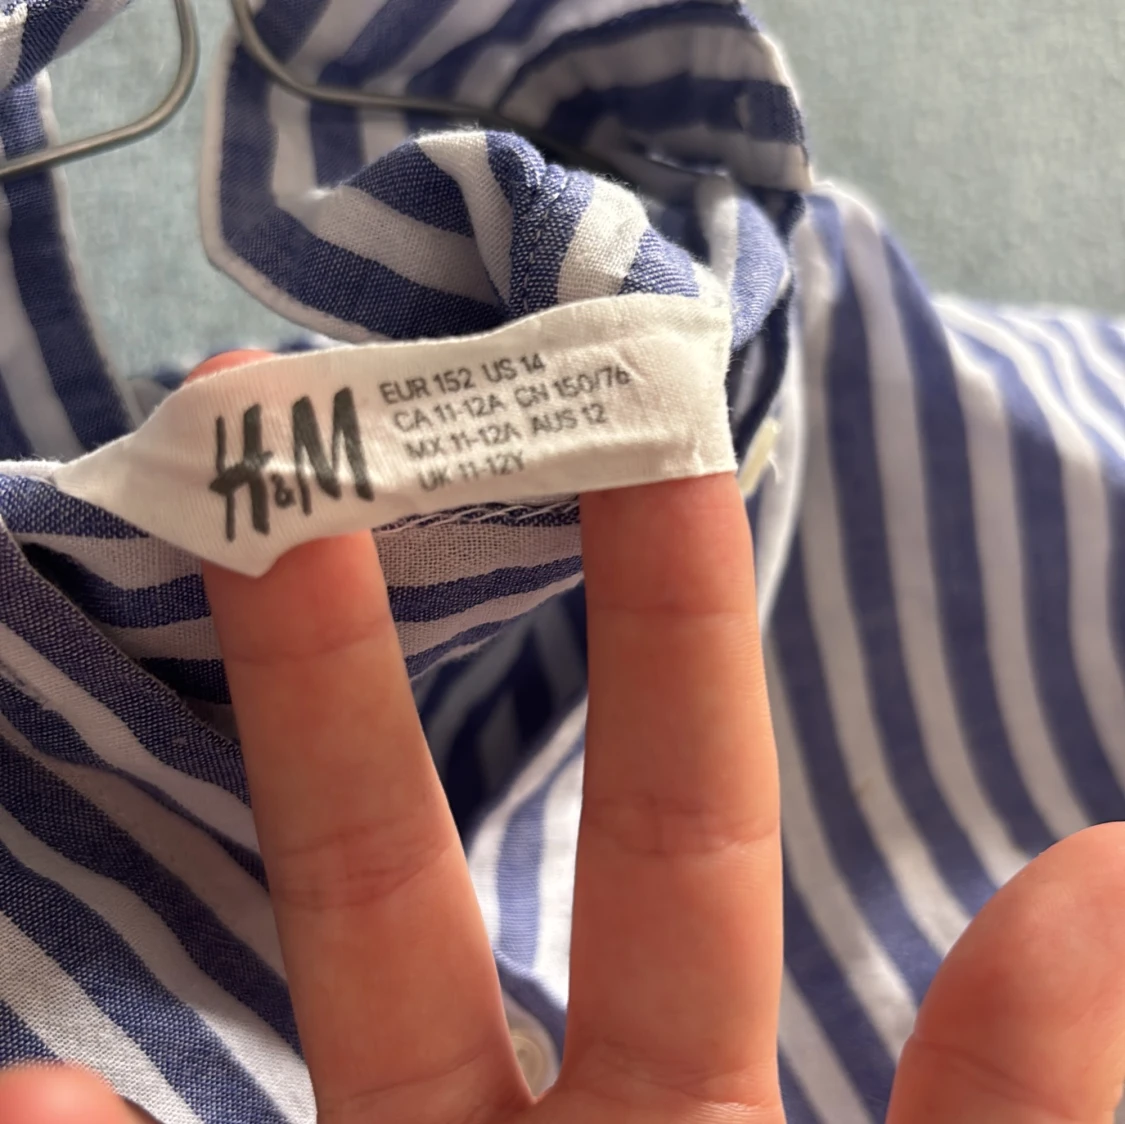 H&M
EUR 152 US 14
CA 11-12A CN 150/76
MX 11-12A AUS 12
UK 11-12Y